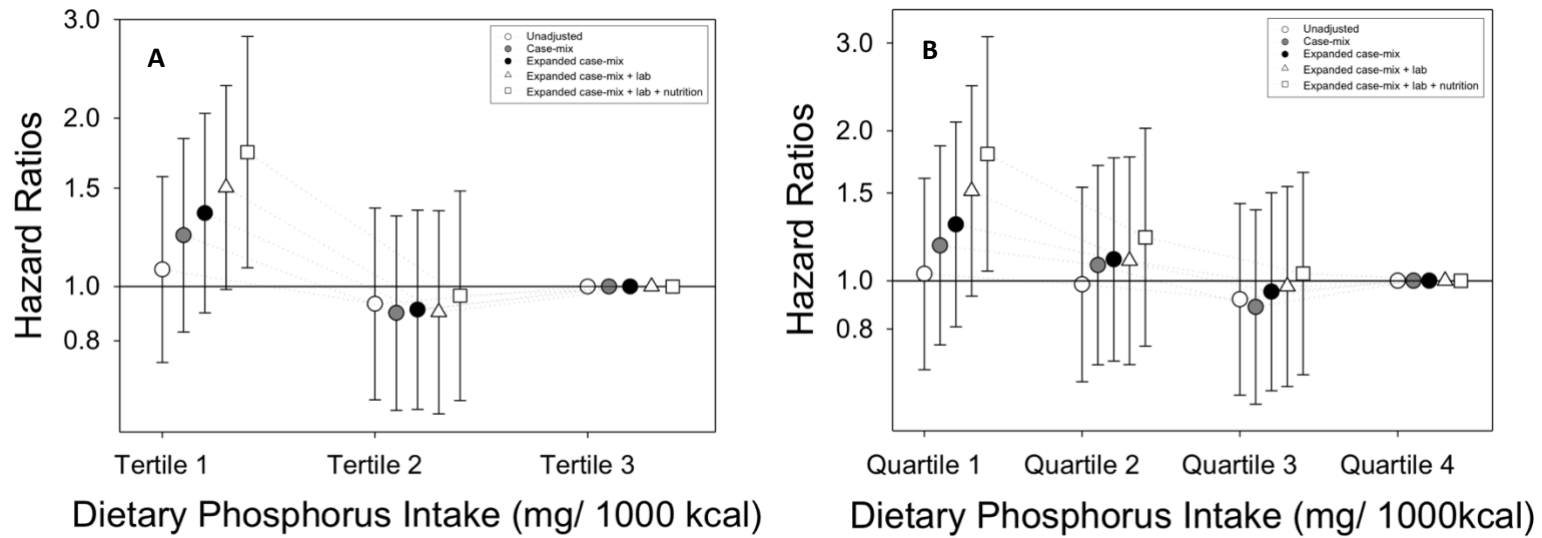 A
3.0
2.0
1.5
1.0
0.8
Hazard Ratios
Unadjusted
Case-mix
Expanded case-mix
Expanded case-mix + lab
Expanded case-mix + lab + nutrition
Tertile 1
Tertile 2
Tertile 3
Dietary Phosphorus Intake (mg/ 1000 kcal)
B
3.0
2.0
1.5
1.0
0.8
Hazard Ratios
Unadjusted
Case-mix
Expanded case-mix
Expanded case-mix + lab
Expanded case-mix + lab + nutrition
Quartile 1
Quartile 2
Quartile 3
Quartile 4
Dietary Phosphorus Intake (mg/ 1000kcal)